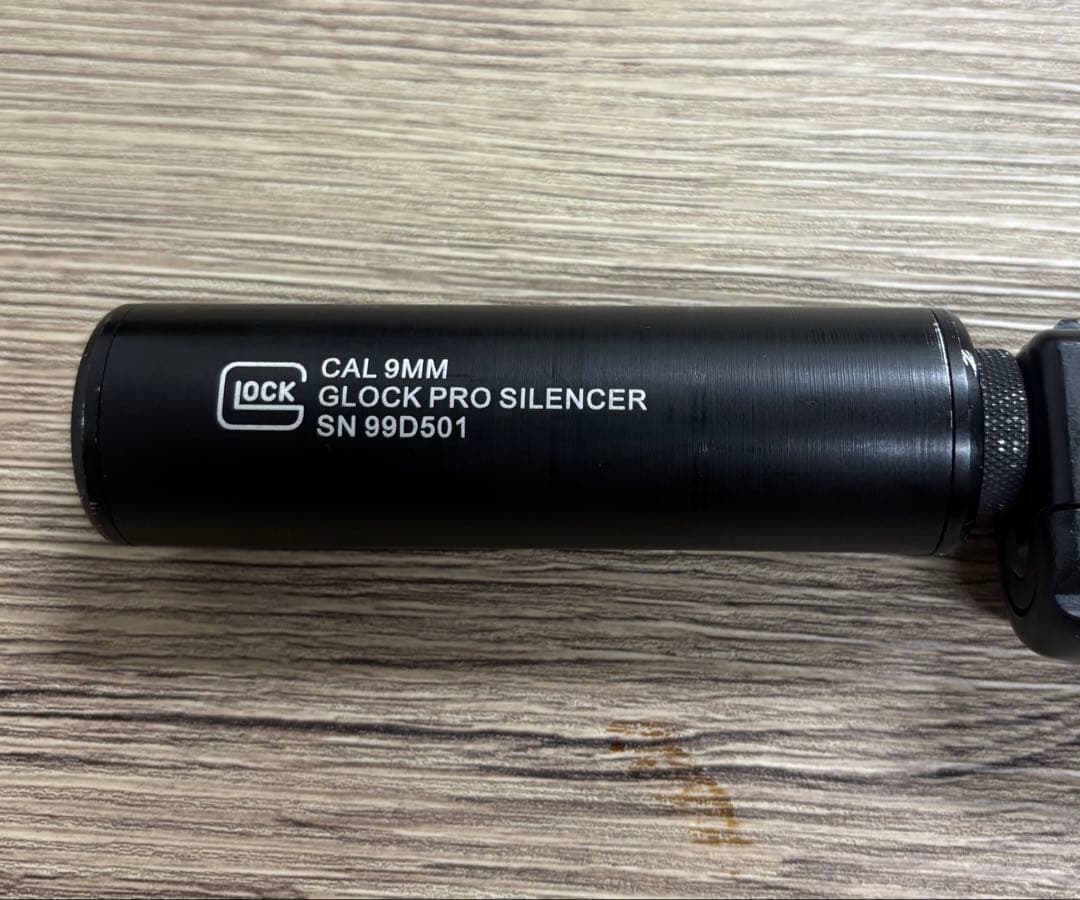 GLOCK
CAL 9MM
GLOCK PRO SILENCER
SN 99D501